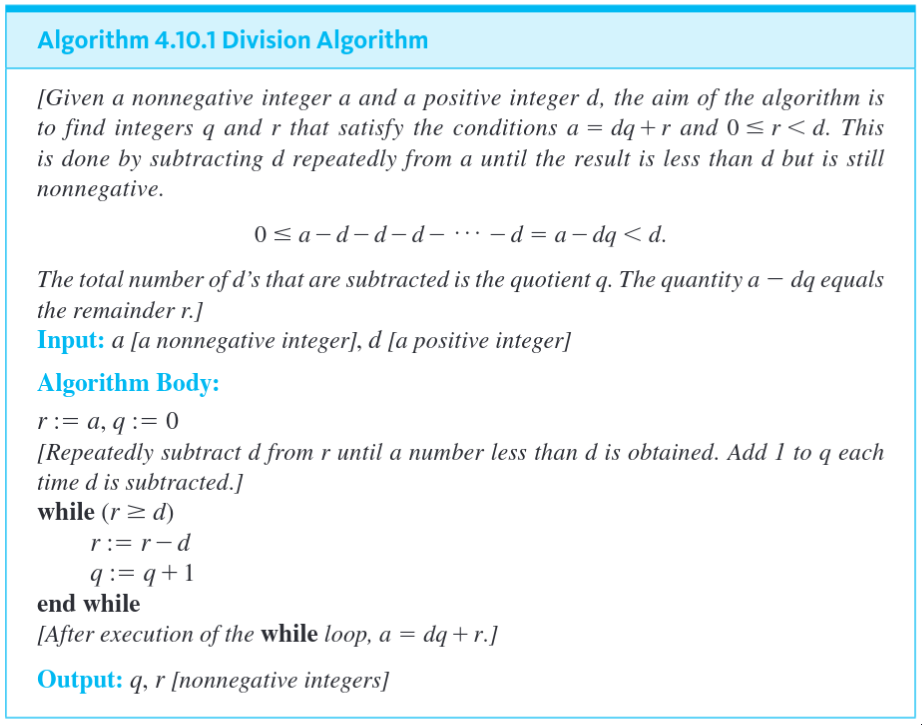 Algorithm 4.10.1 Division Algorithm
[Given a nonnegative integer a and a positive integer d, the aim of the algorithm is
to find integers q and r that satisfy the conditions a = dq + r and 0 ≤ r < d. This
is done by subtracting d repeatedly from a until the result is less than d but is still
nonnegative.
0 ≤ a − d − d − d − ⋯ − d = a − dq < d.
The total number of d’s that are subtracted is the quotient q. The quantity a − dq equals
the remainder r.]
Input: a [a nonnegative integer], d [a positive integer]
Algorithm Body:
r := a, q := 0
[Repeatedly subtract d from r until a number less than d is obtained. Add 1 to q each
time d is subtracted.]
while (r ≥ d)
r := r − d
q := q + 1
end while
[After execution of the while loop, a = dq + r.]
Output: q, r [nonnegative integers]